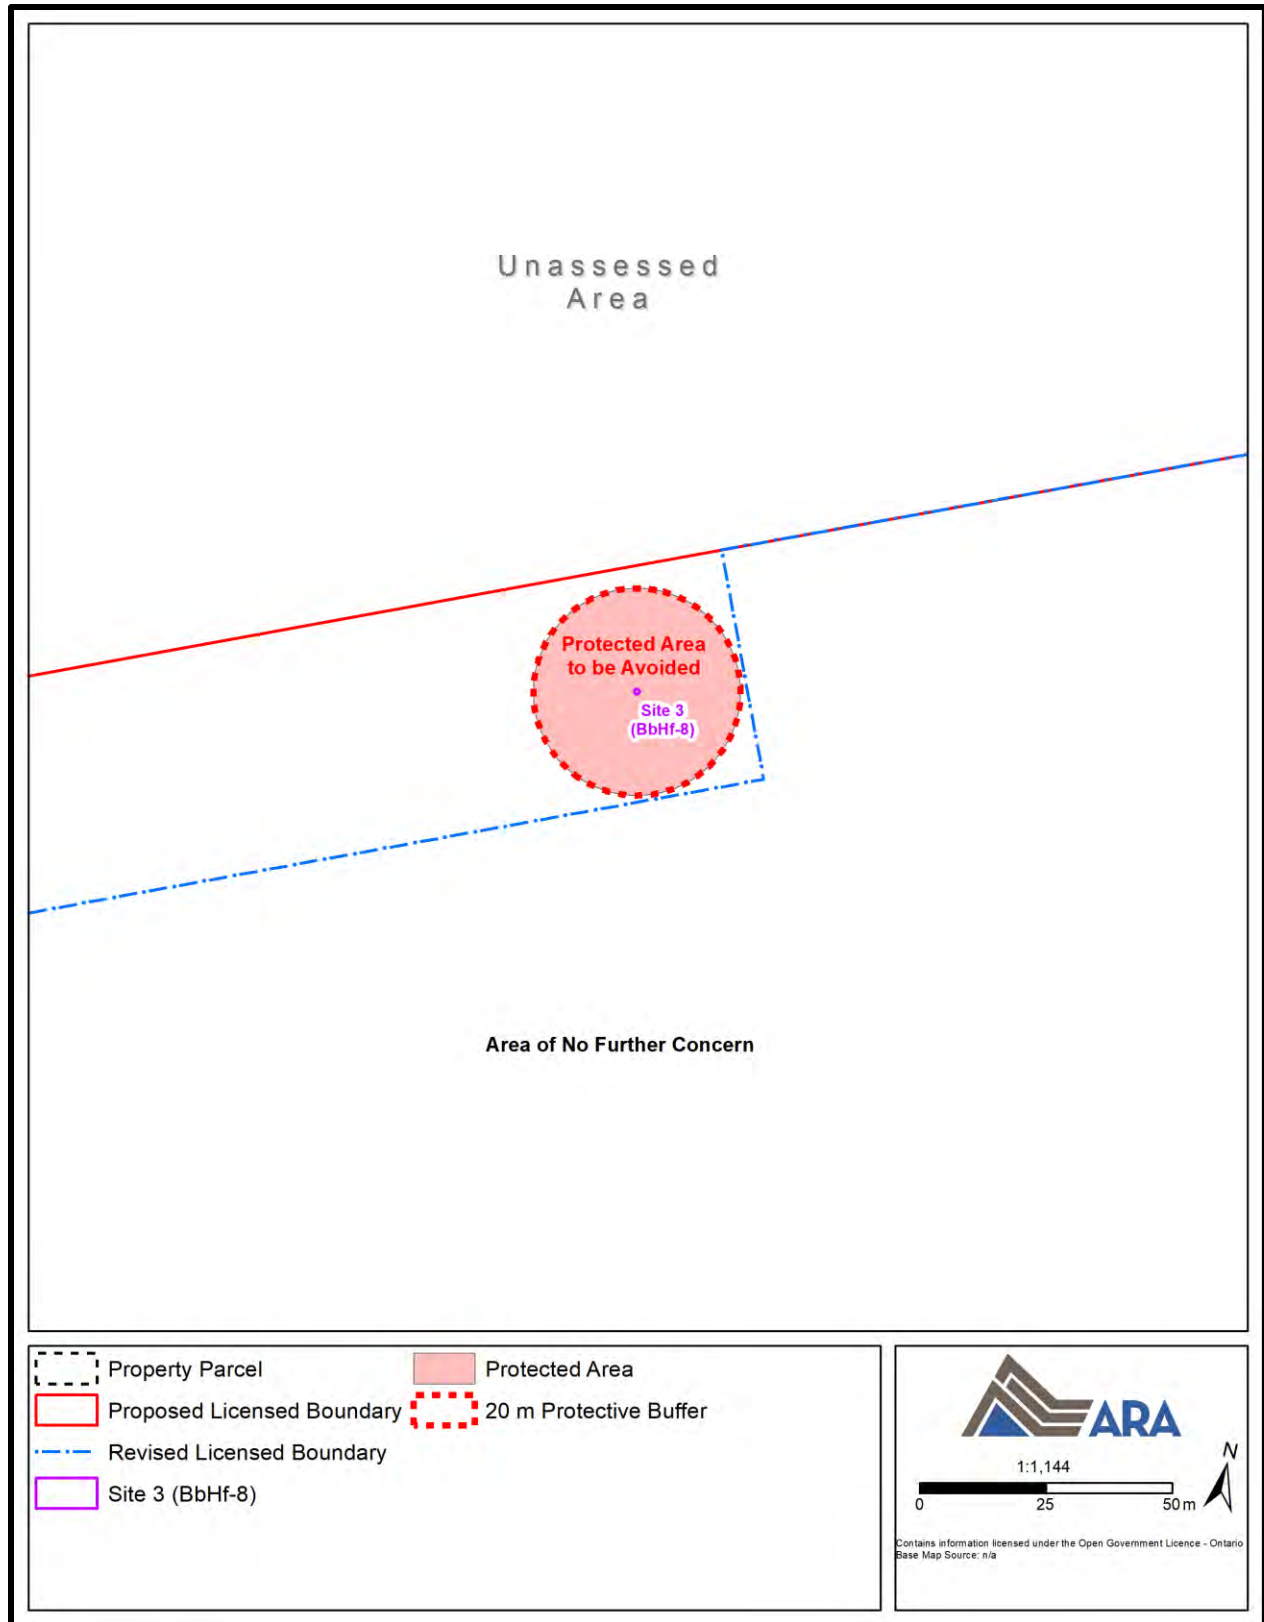 Unassessed
Area
Protected Area
to be Avoided
Site 3
(BbHf-8)
Area of No Further Concern
Property Parcel
Proposed Licensed Boundary
Revised Licensed Boundary
Site 3 (BbHf-8)
Protected Area
20 m Protective Buffer
ARA
N
1:1,144
0 25 50 m
Contains information licensed under the Open Government Licence - Ontario
Base Map Source: n/a